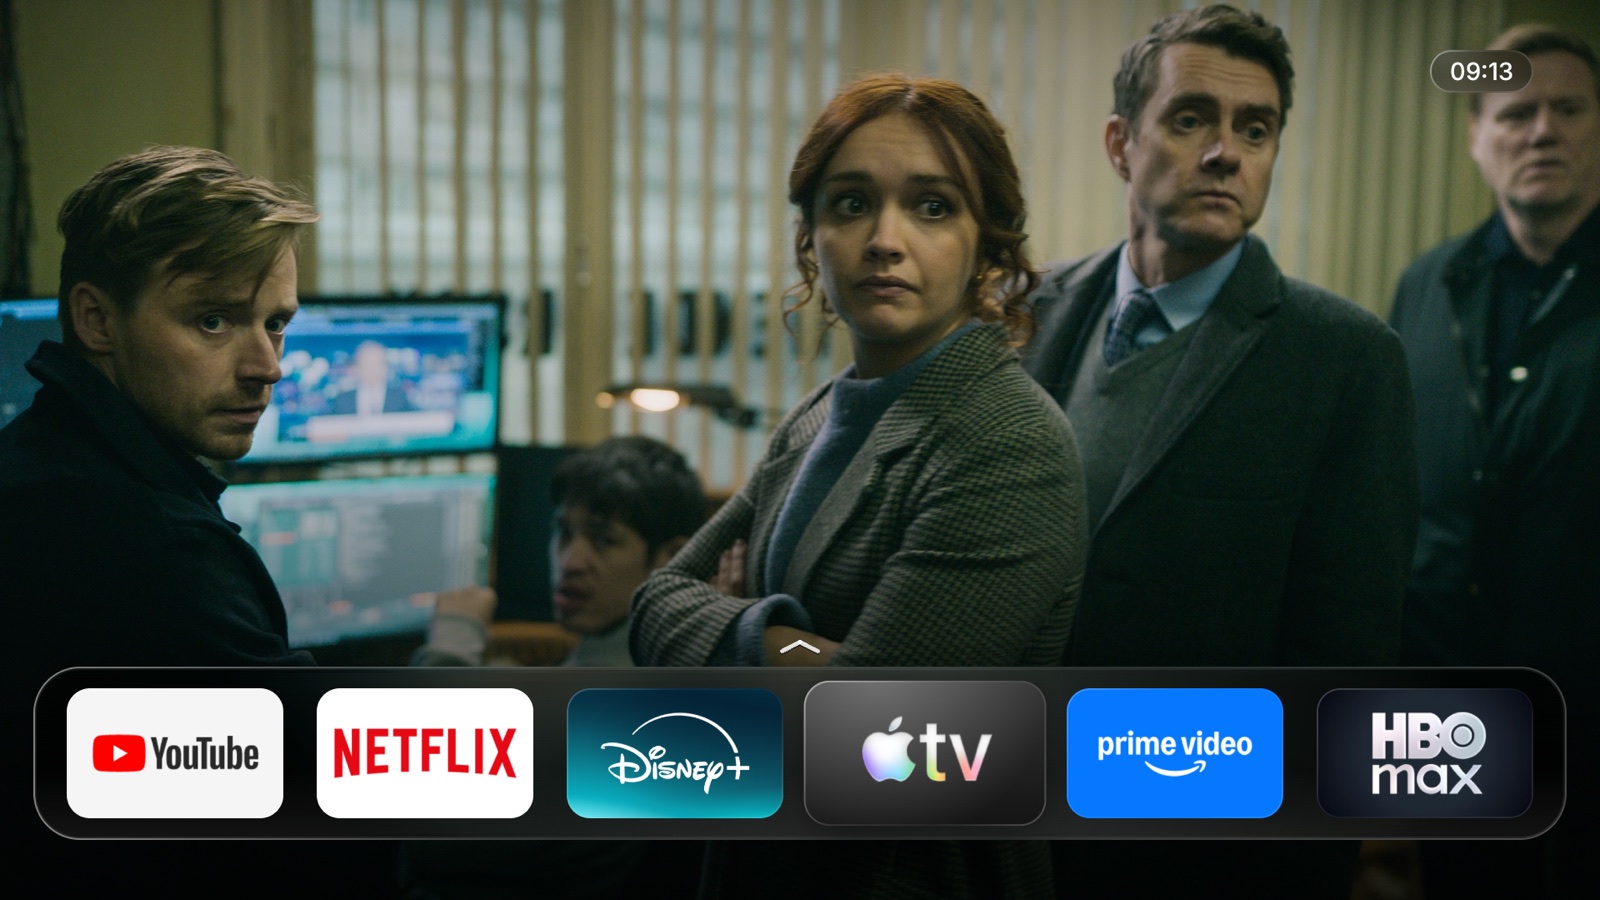 09:13
YouTube
NETFLIX
Disney+
tv
prime video
HBO
max